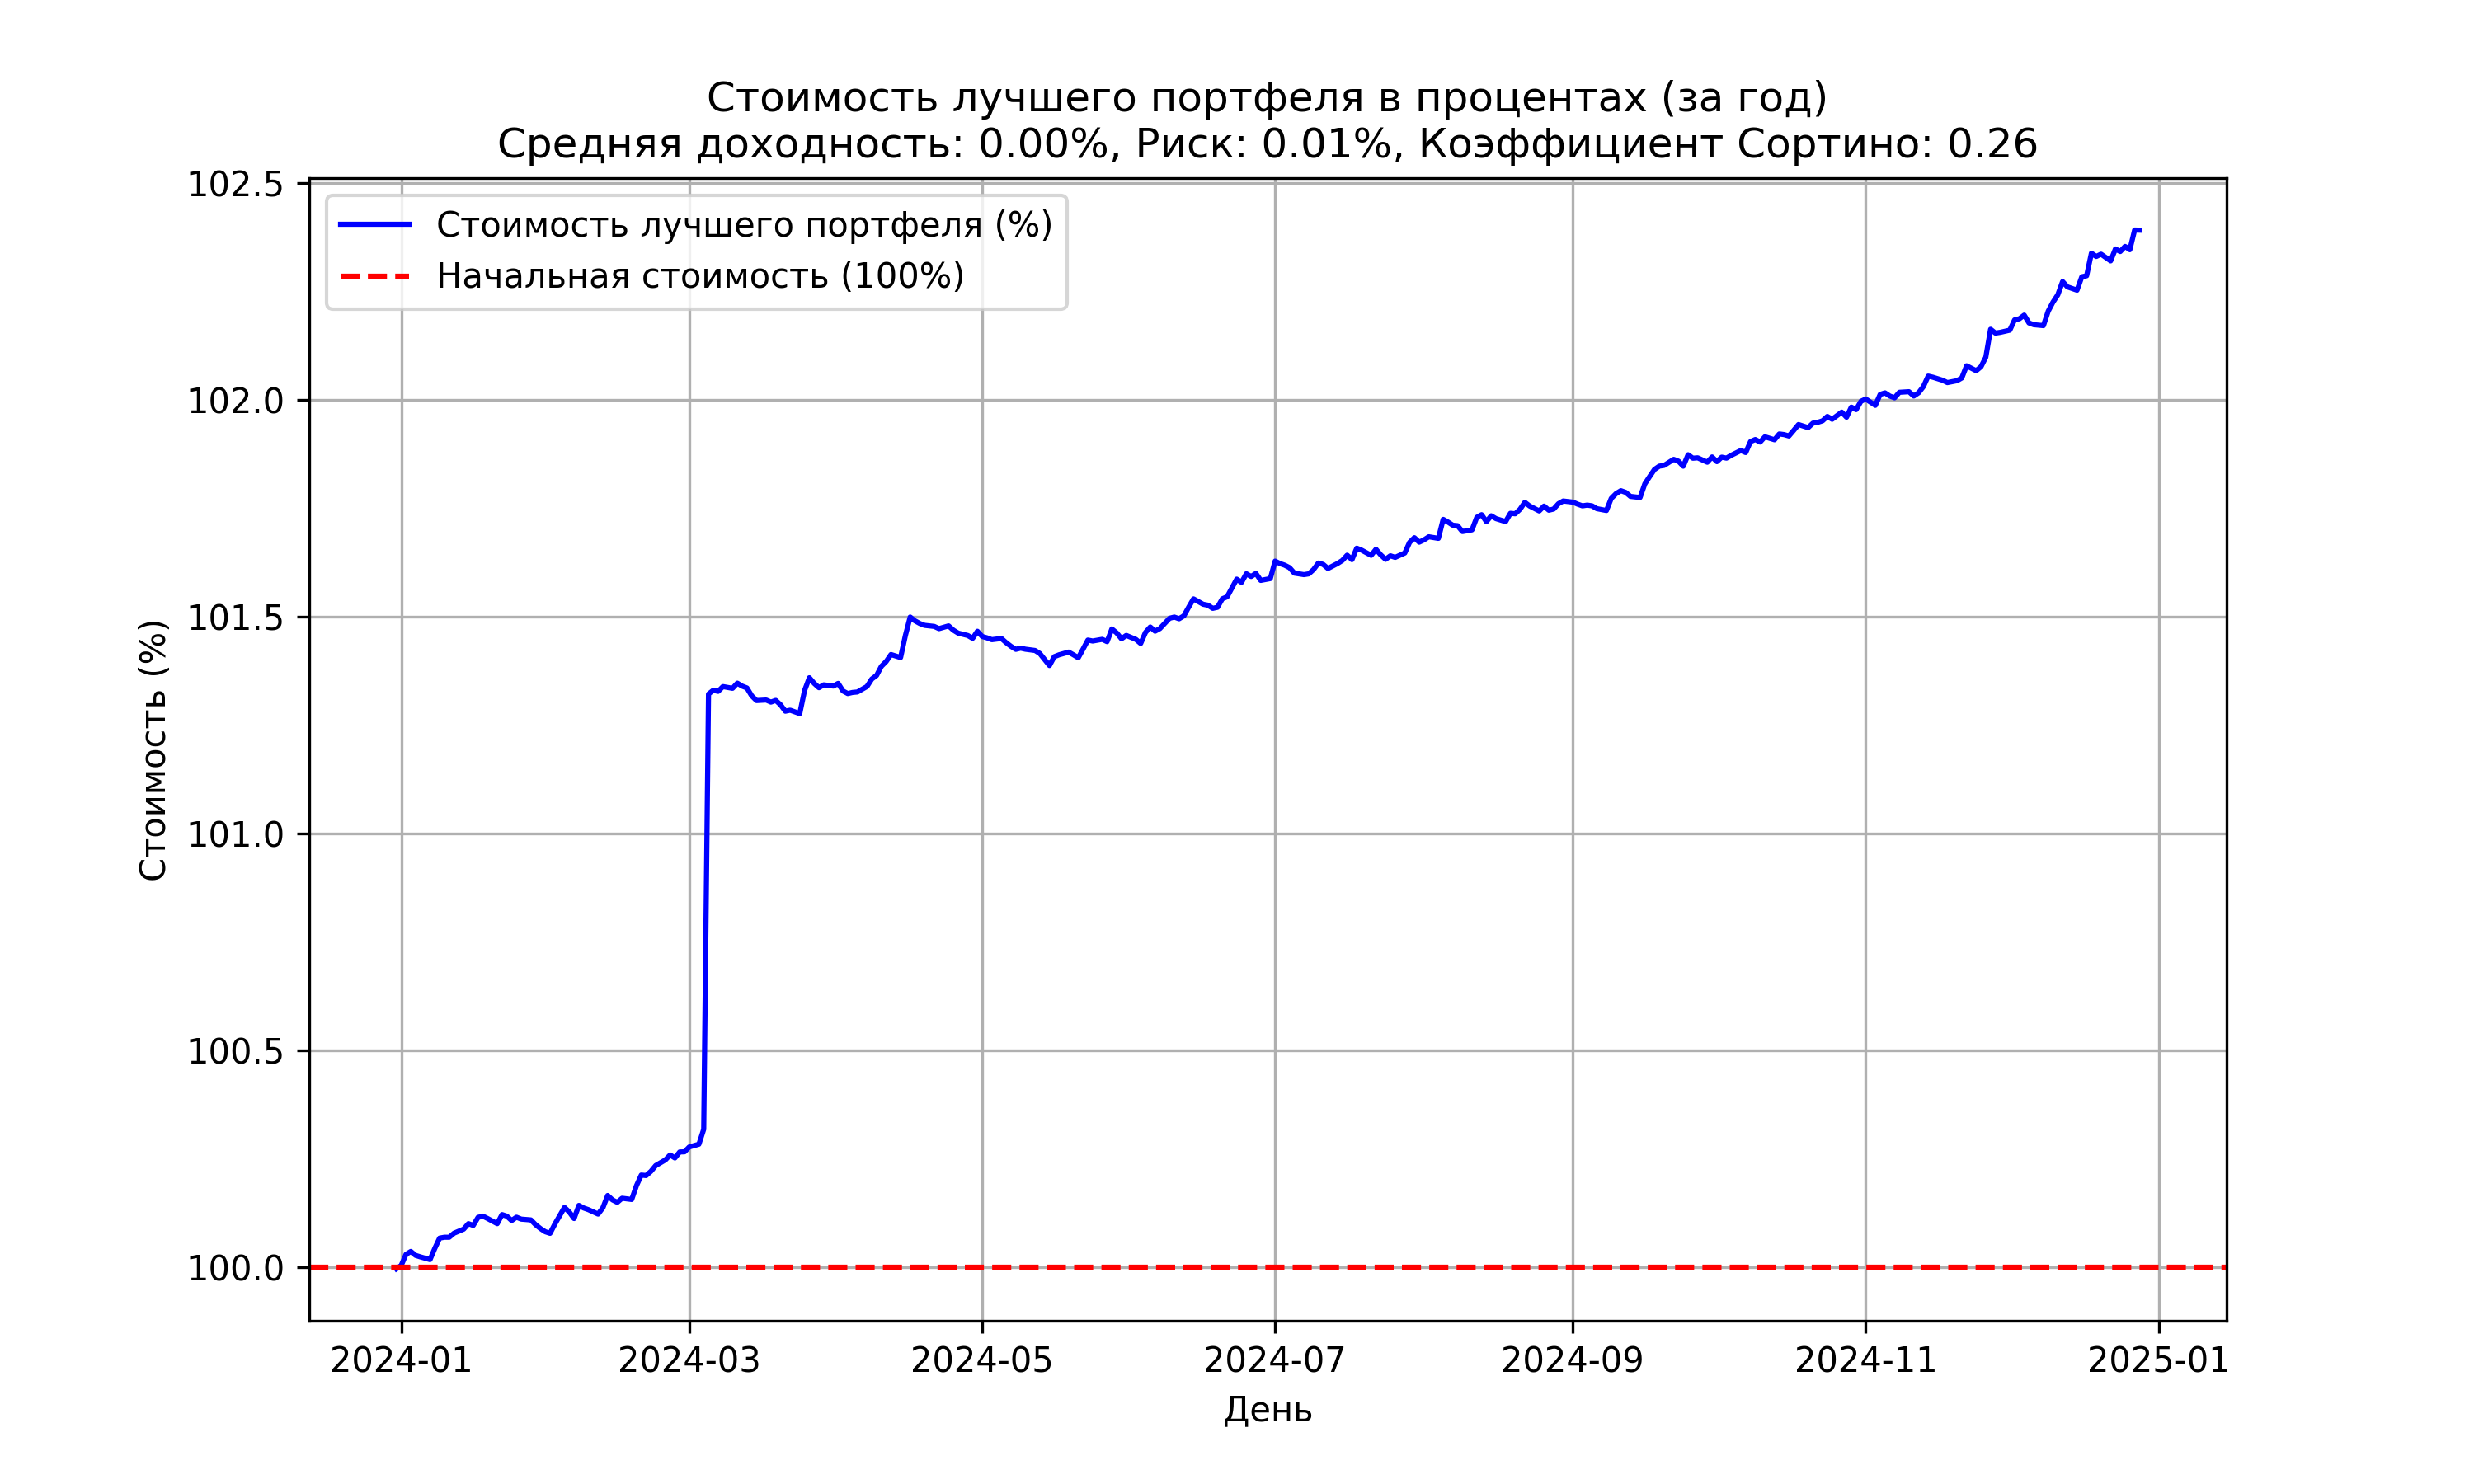 Стоимость лучшего портфеля в процентах (за год)
Средняя доходность: 0.00%, Риск: 0.01%, Коэффициент Сортино: 0.26
Стоимость лучшего портфеля (%)
Начальная стоимость (100%)
Стоимость (%)
102.5
102.0
101.5
101.0
100.5
100.0
2024-01
2024-03
2024-05
2024-07
2024-09
2024-11
2025-01
День